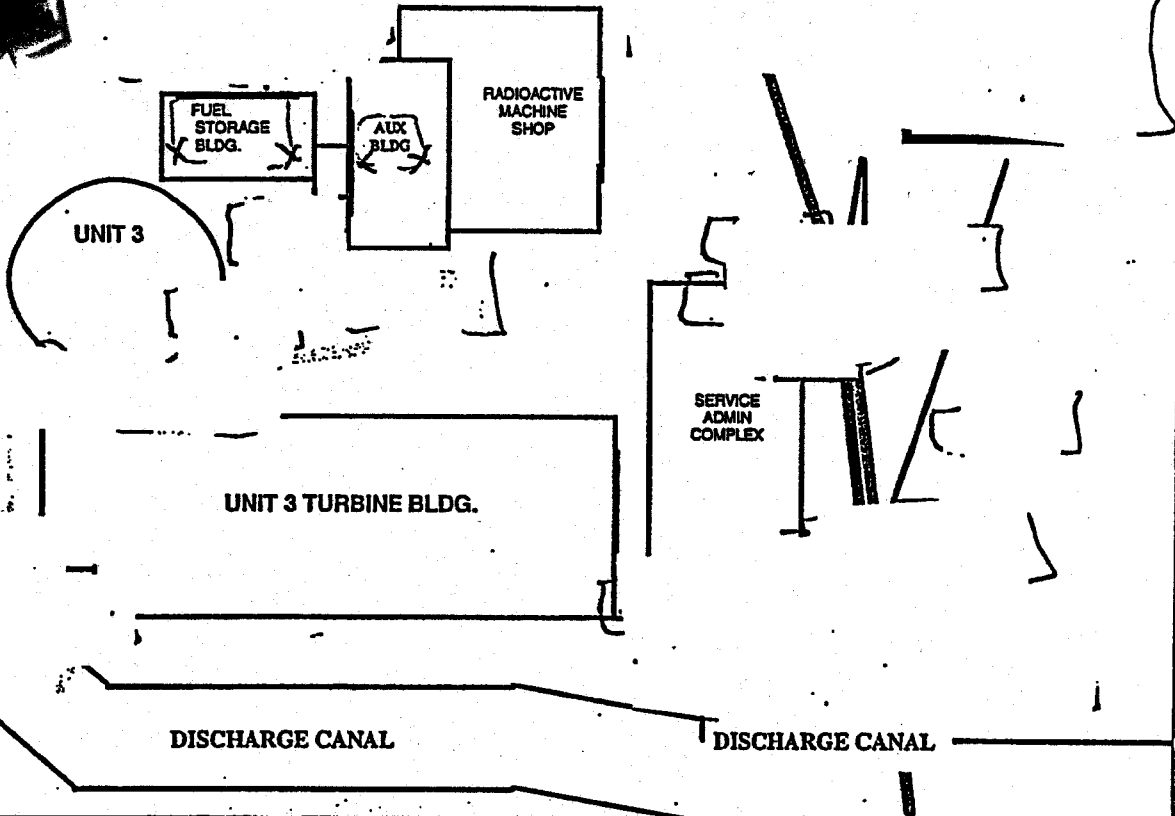 FUEL
STORAGE
BLDG.
AUX
BLDG
RADIOACTIVE
MACHINE
SHOP
UNIT 3
SERVICE
ADMIN
COMPLEX
UNIT 3 TURBINE BLDG.
DISCHARGE CANAL
DISCHARGE CANAL